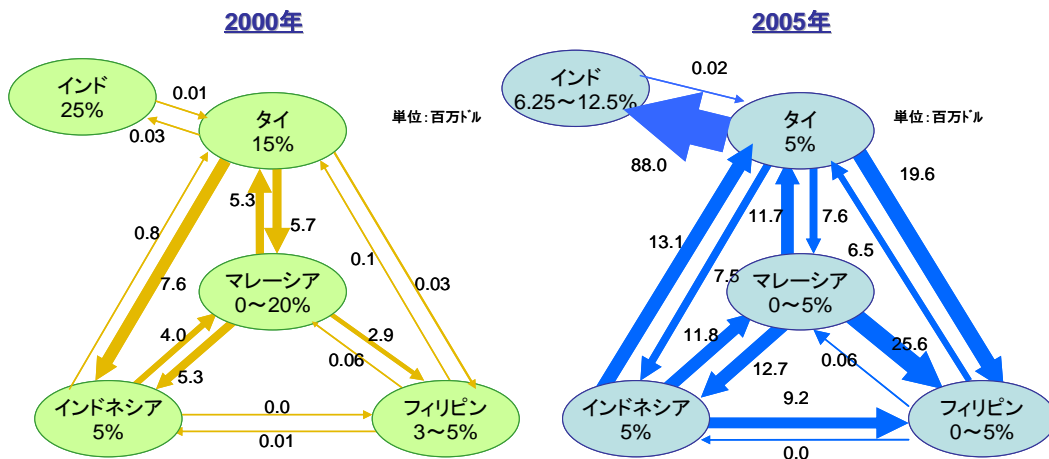 2000年
インド
25%
0.01
0.03
タイ
15%
単位：百万ﾄﾞﾙ
5.3
5.7
0.8
7.6
0.1
0.03
マレーシア
0～20%
4.0
5.3
2.9
0.06
インドネシア
5%
0.0
0.01
フィリピン
3～5%
2005年
インド
6.25～12.5%
0.02
88.0
タイ
5%
単位：百万ﾄﾞﾙ
19.6
11.7
7.6
13.1
7.5
6.5
マレーシア
0～5%
11.8
12.7
0.06
25.6
インドネシア
5%
9.2
0.0
フィリピン
0～5%